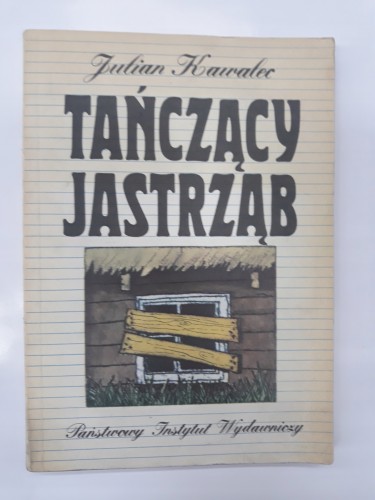 Julian Kawalec
TAŃCZĄCY
JASTRZĄB
Państwowy Instytut Wydawniczy